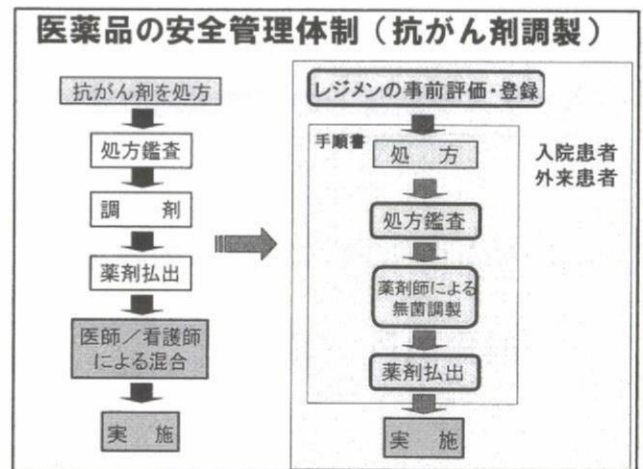 医薬品の安全管理体制（抗がん剤調製）
抗がん剤を処方
処方鑑査
調　剤
薬剤払出
医師／看護師
による混合
実　施
レジメンの事前評価・登録
手順書
処　方
処方鑑査
薬剤師による
無菌調製
薬剤払出
実　施
入院患者
外来患者